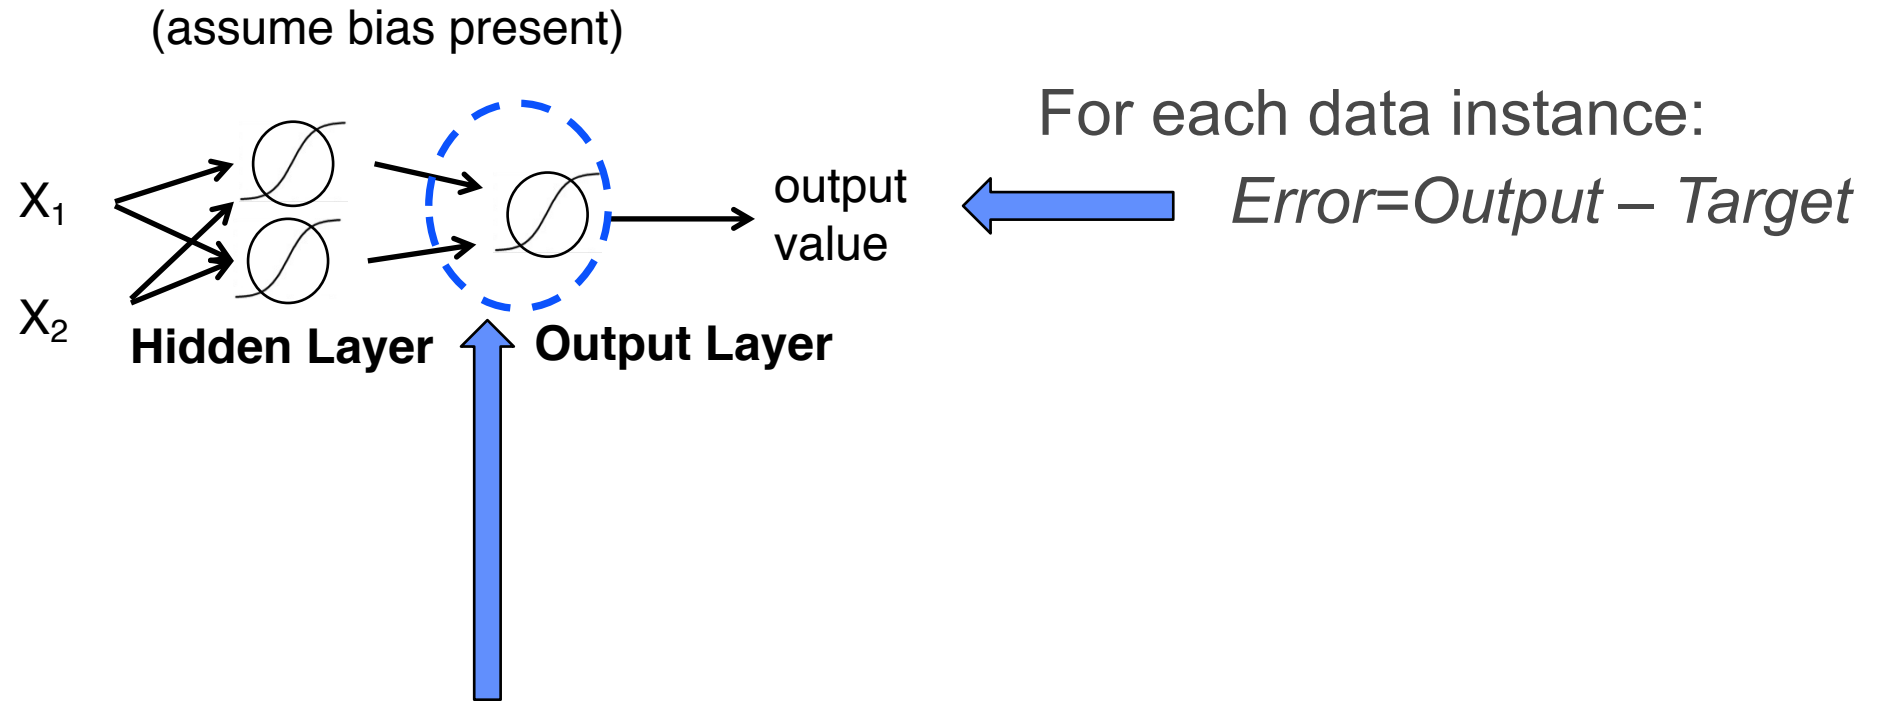 (assume bias present)
For each data instance:
X₁
output
value
Error=Output – Target
X₂
Hidden Layer
Output Layer